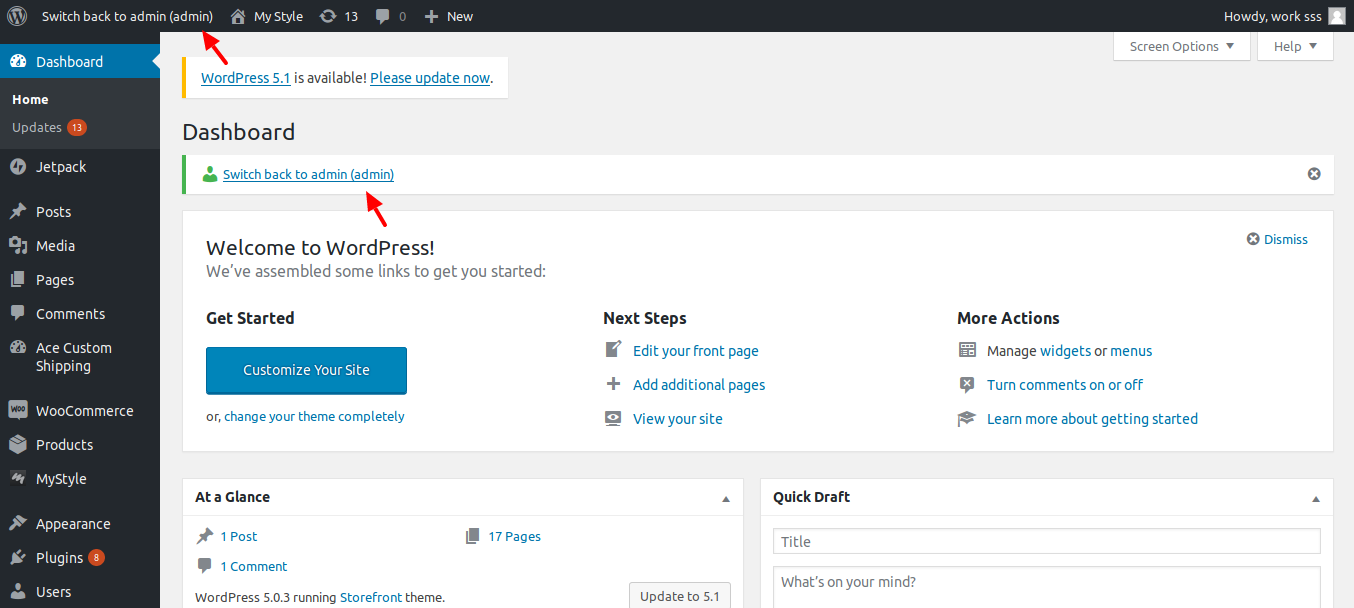 Switch back to admin (admin) My Style 13 0 New Howdy, work sss
Screen Options Help
Dashboard
Home
Updates 13
Jetpack
Posts
Media
Pages
Comments
Ace Custom
Shipping
WOO WooCommerce
Products
MyStyle
Appearance
Plugins 8
Users
WordPress 5.1 is available! Please update now.
Dashboard
Switch back to admin (admin)
Welcome to WordPress!
Dismiss
We've assembled some links to get you started:
Get Started
Customize Your Site
or, change your theme completely
Next Steps
Edit your front page
Add additional pages
View your site
More Actions
Manage widgets or menus
Turn comments on or off
Learn more about getting started
At a Glance
1 Post 17 Pages
1 Comment
WordPress 5.0.3 running Storefront theme. Update to 5.1
Quick Draft
Title
What's on your mind?